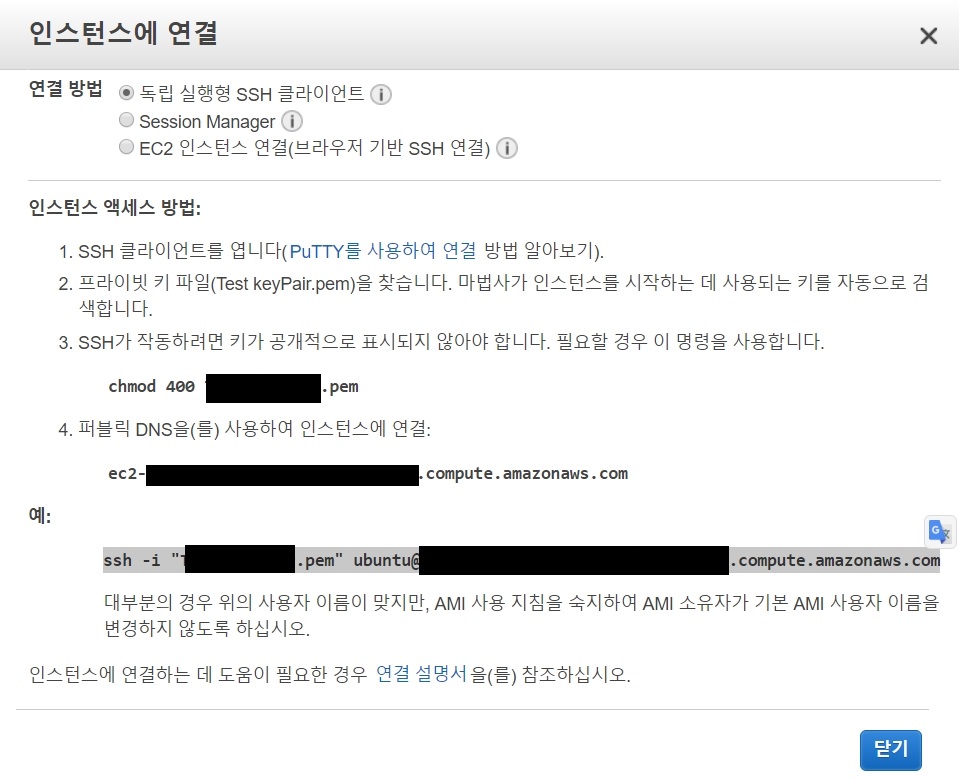 인스턴스에 연결
연결 방법
독립 실행형 SSH 클라이언트
Session Manager
EC2 인스턴스 연결(브라우저 기반 SSH 연결)
인스턴스 액세스 방법:
1. SSH 클라이언트를 엽니다(PuTTY를 사용하여 연결 방법 알아보기).
2. 프라이빗 키 파일(Test keyPair.pem)을 찾습니다. 마법사가 인스턴스를 시작하는 데 사용되는 키를 자동으로 검
색합니다.
3. SSH가 작동하려면 키가 공개적으로 표시되지 않아야 합니다. 필요할 경우 이 명령을 사용합니다.
chmod 400 .pem
4. 퍼블릭 DNS을(를) 사용하여 인스턴스에 연결:
ec2- .compute.amazonaws.com
예:
ssh -i " .pem" ubuntu@ .compute.amazonaws.com
대부분의 경우 위의 사용자 이름이 맞지만, AMI 사용 지침을 숙지하여 AMI 소유자가 기본 AMI 사용자 이름을
변경하지 않도록 하십시오.
인스턴스에 연결하는 데 도움이 필요한 경우 연결 설명서을(를) 참조하십시오.
닫기